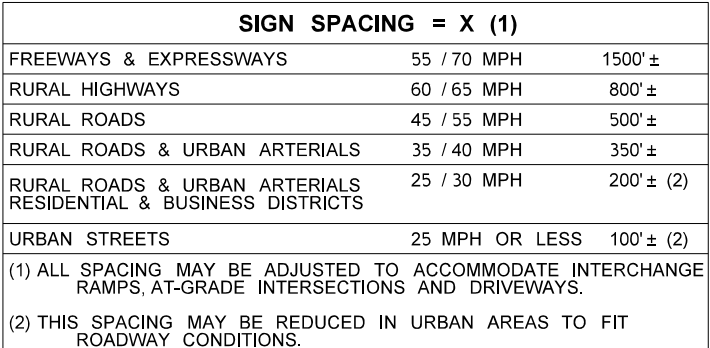 SIGN SPACING = X (1)
FREEWAYS & EXPRESSWAYS 55 / 70 MPH 1500' ±
RURAL HIGHWAYS 60 / 65 MPH 800' ±
RURAL ROADS 45 / 55 MPH 500' ±
RURAL ROADS & URBAN ARTERIALS 35 / 40 MPH 350' ±
RURAL ROADS & URBAN ARTERIALS 25 / 30 MPH 200' ± (2)
RESIDENTIAL & BUSINESS DISTRICTS
URBAN STREETS 25 MPH OR LESS 100' ± (2)
(1) ALL SPACING MAY BE ADJUSTED TO ACCOMMODATE INTERCHANGE
RAMPS, AT-GRADE INTERSECTIONS AND DRIVEWAYS.
(2) THIS SPACING MAY BE REDUCED IN URBAN AREAS TO FIT
ROADWAY CONDITIONS.